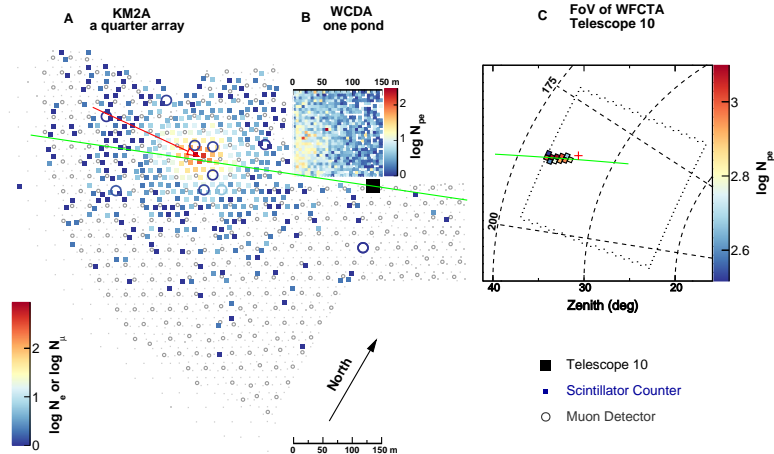 A
KM2A
a quarter array
B
WCDA
one pond
C
FoV of WFCTA
Telescope 10
0 50 100 150 m
2
1
0
log N_pe
175
200
40 30 20
Zenith (deg)
3
2.8
2.6
log N_pe
2
1
0
log N_e or log N_μ
North
0 50 100 150 m
Telescope 10
Scintillator Counter
Muon Detector